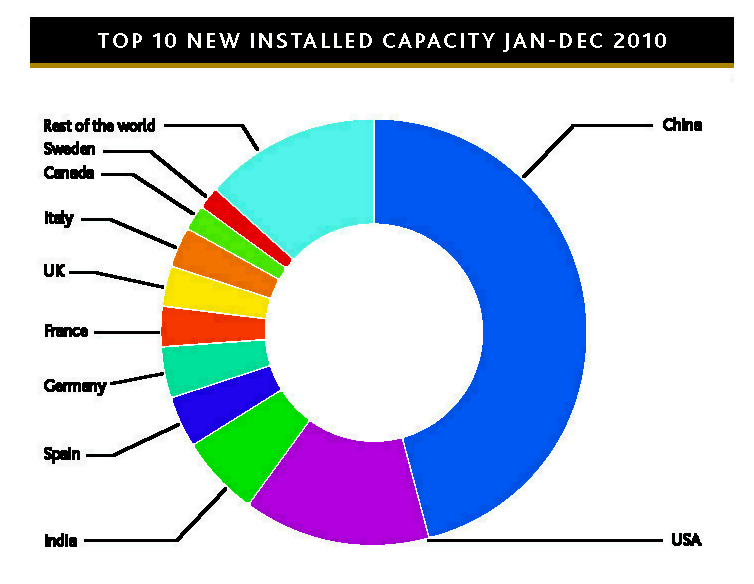 TOP 10 NEW INSTALLED CAPACITY JAN-DEC 2010
Rest of the world
China
Sweden
Canada
Italy
UK
France
Germany
Spain
India
USA